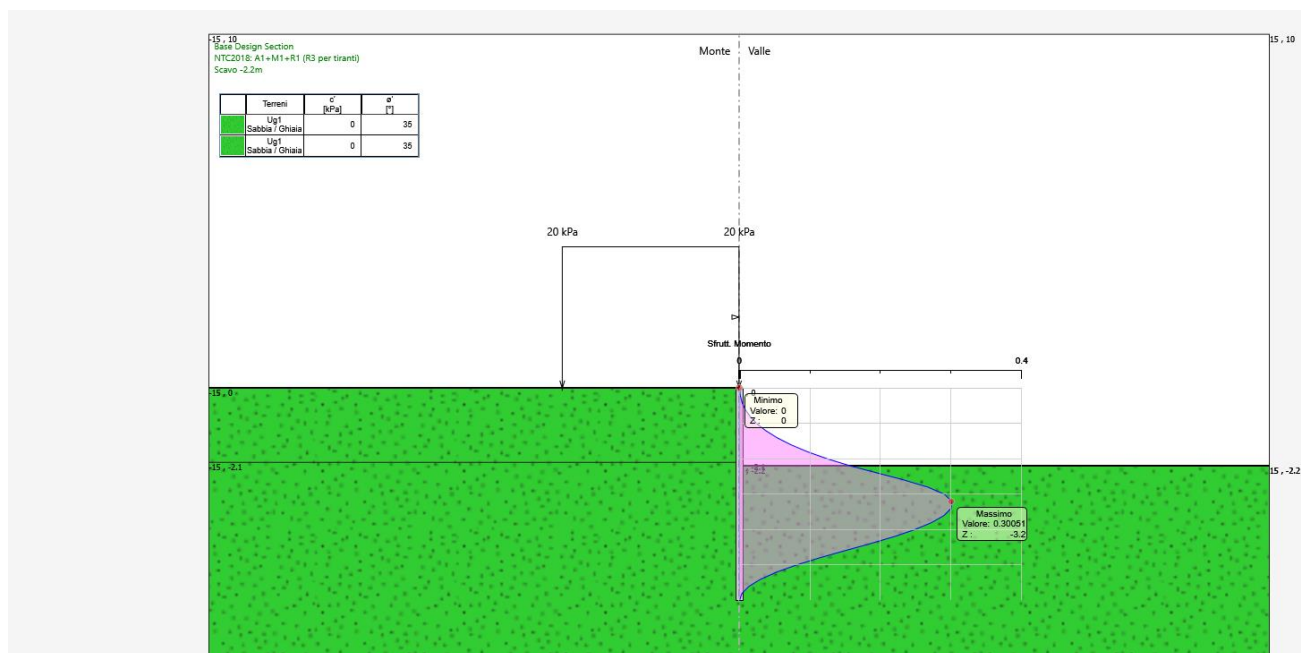 -15 , 10
15 , 10
Base Design Section
NTC2018: A1+M1+R1 (R3 per tiranti)
Scavo -2.2m
Monte
Valle
Terreni c' [kPa] ø' [°]
Ug1 Sabbia / Ghiaia 0 35
Ug1 Sabbia / Ghiaia 0 35
20 kPa
20 kPa
Sfrutt. Momento
0
0.4
-15 , 0
0
Minimo
Valore: 0
Z : 0
-15 , -2.1
-2.2
15 , -2.2
Massimo
Valore: 0.30051
Z : -3.2